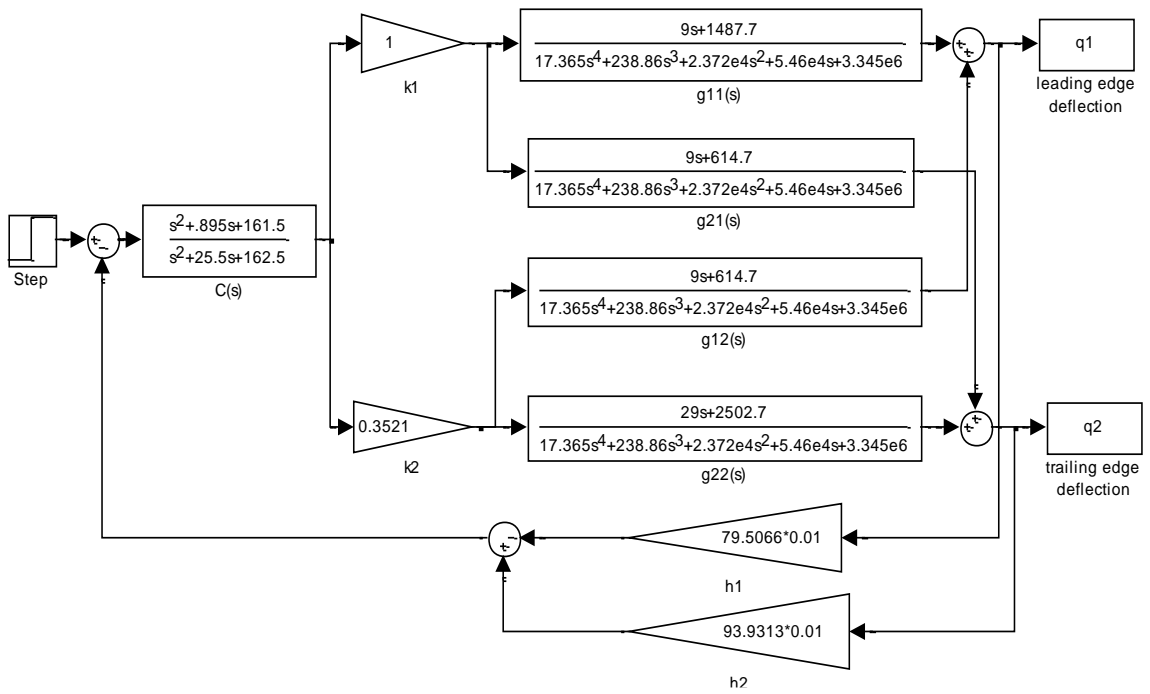 1
k1
9s+1487.7
17.365s4+238.86s3+2.372e4s2+5.46e4s+3.345e6
g11(s)
q1
leading edge
deflection
9s+614.7
17.365s4+238.86s3+2.372e4s2+5.46e4s+3.345e6
g21(s)
Step
s2+.895s+161.5
s2+25.5s+162.5
C(s)
9s+614.7
17.365s4+238.86s3+2.372e4s2+5.46e4s+3.345e6
g12(s)
0.3521
k2
29s+2502.7
17.365s4+238.86s3+2.372e4s2+5.46e4s+3.345e6
g22(s)
q2
trailing edge
deflection
79.5066*0.01
h1
93.9313*0.01
h2